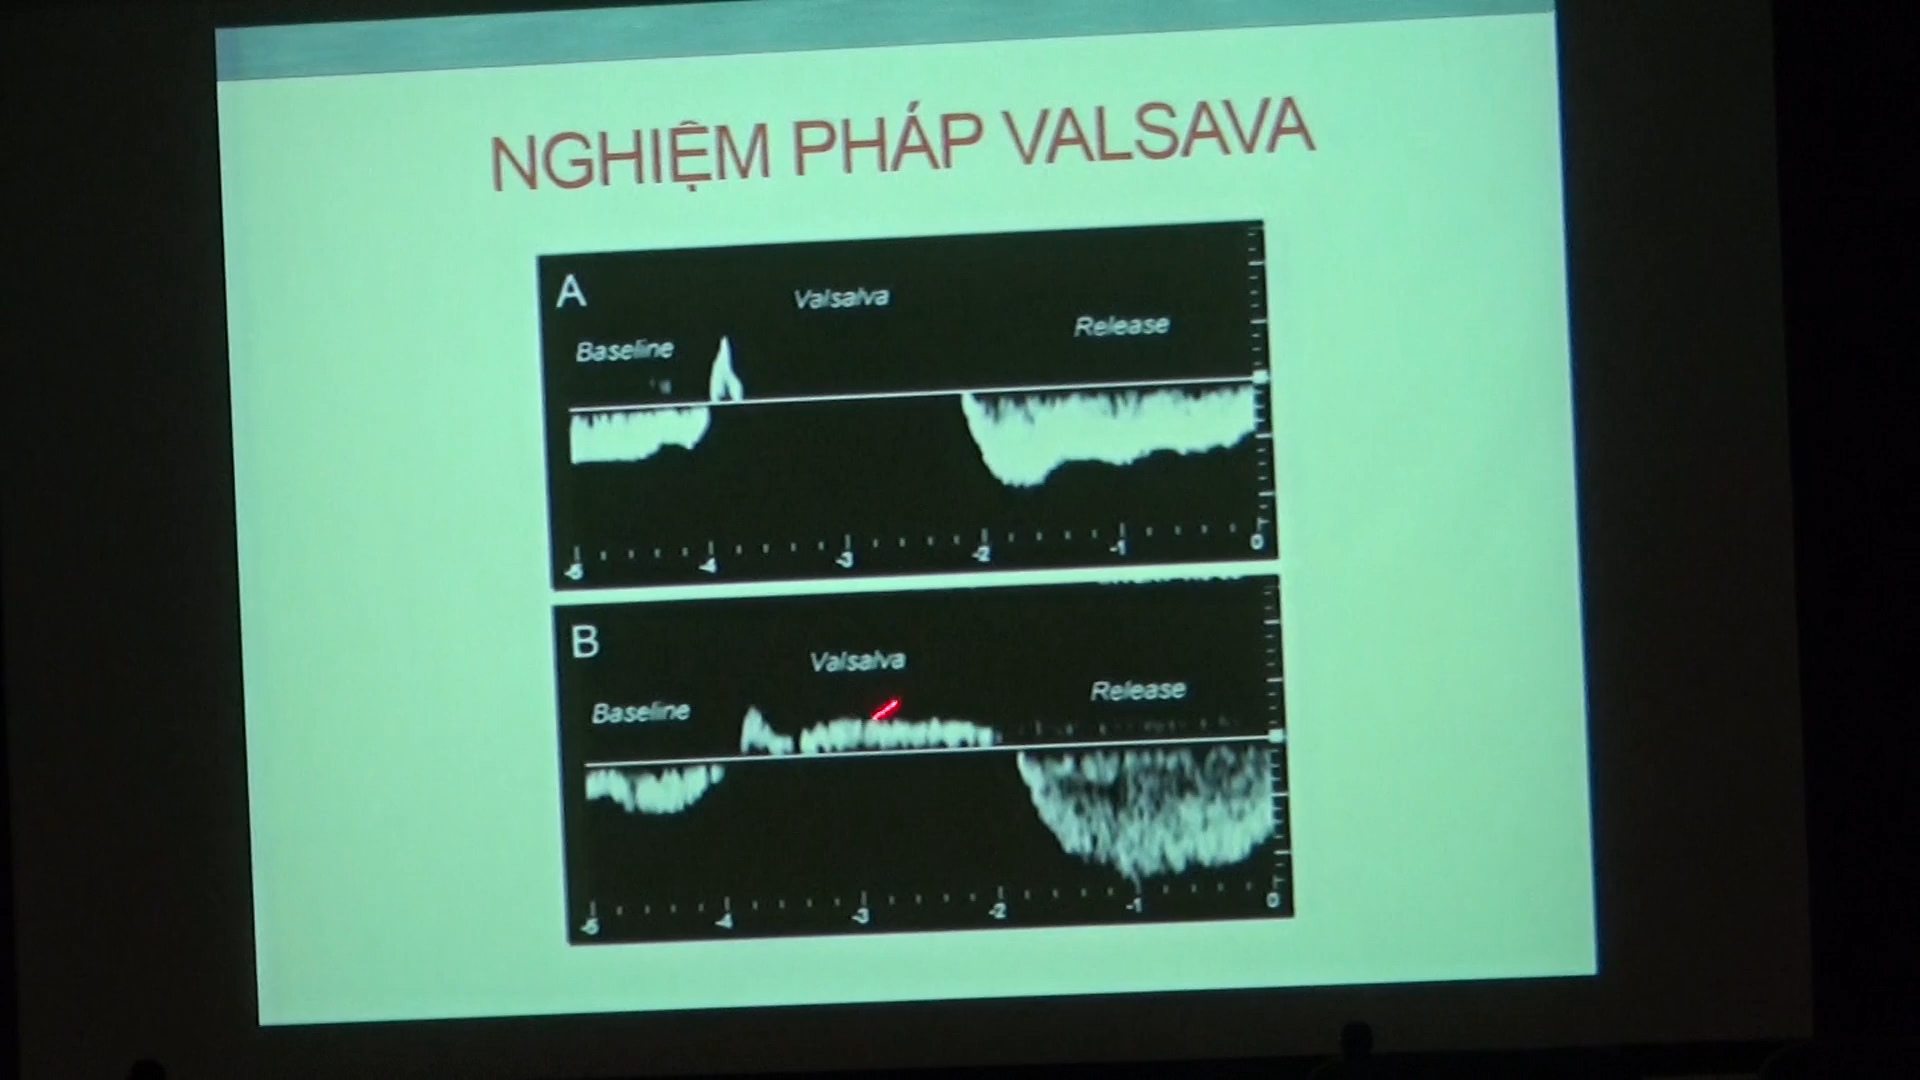 NGHIỆM PHÁP VALSAVA
A
Valsalva
Release
Baseline
-5 -4 -3 -2 -1 0
B
Valsalva
Release
Baseline
-5 -4 -3 -2 -1 0